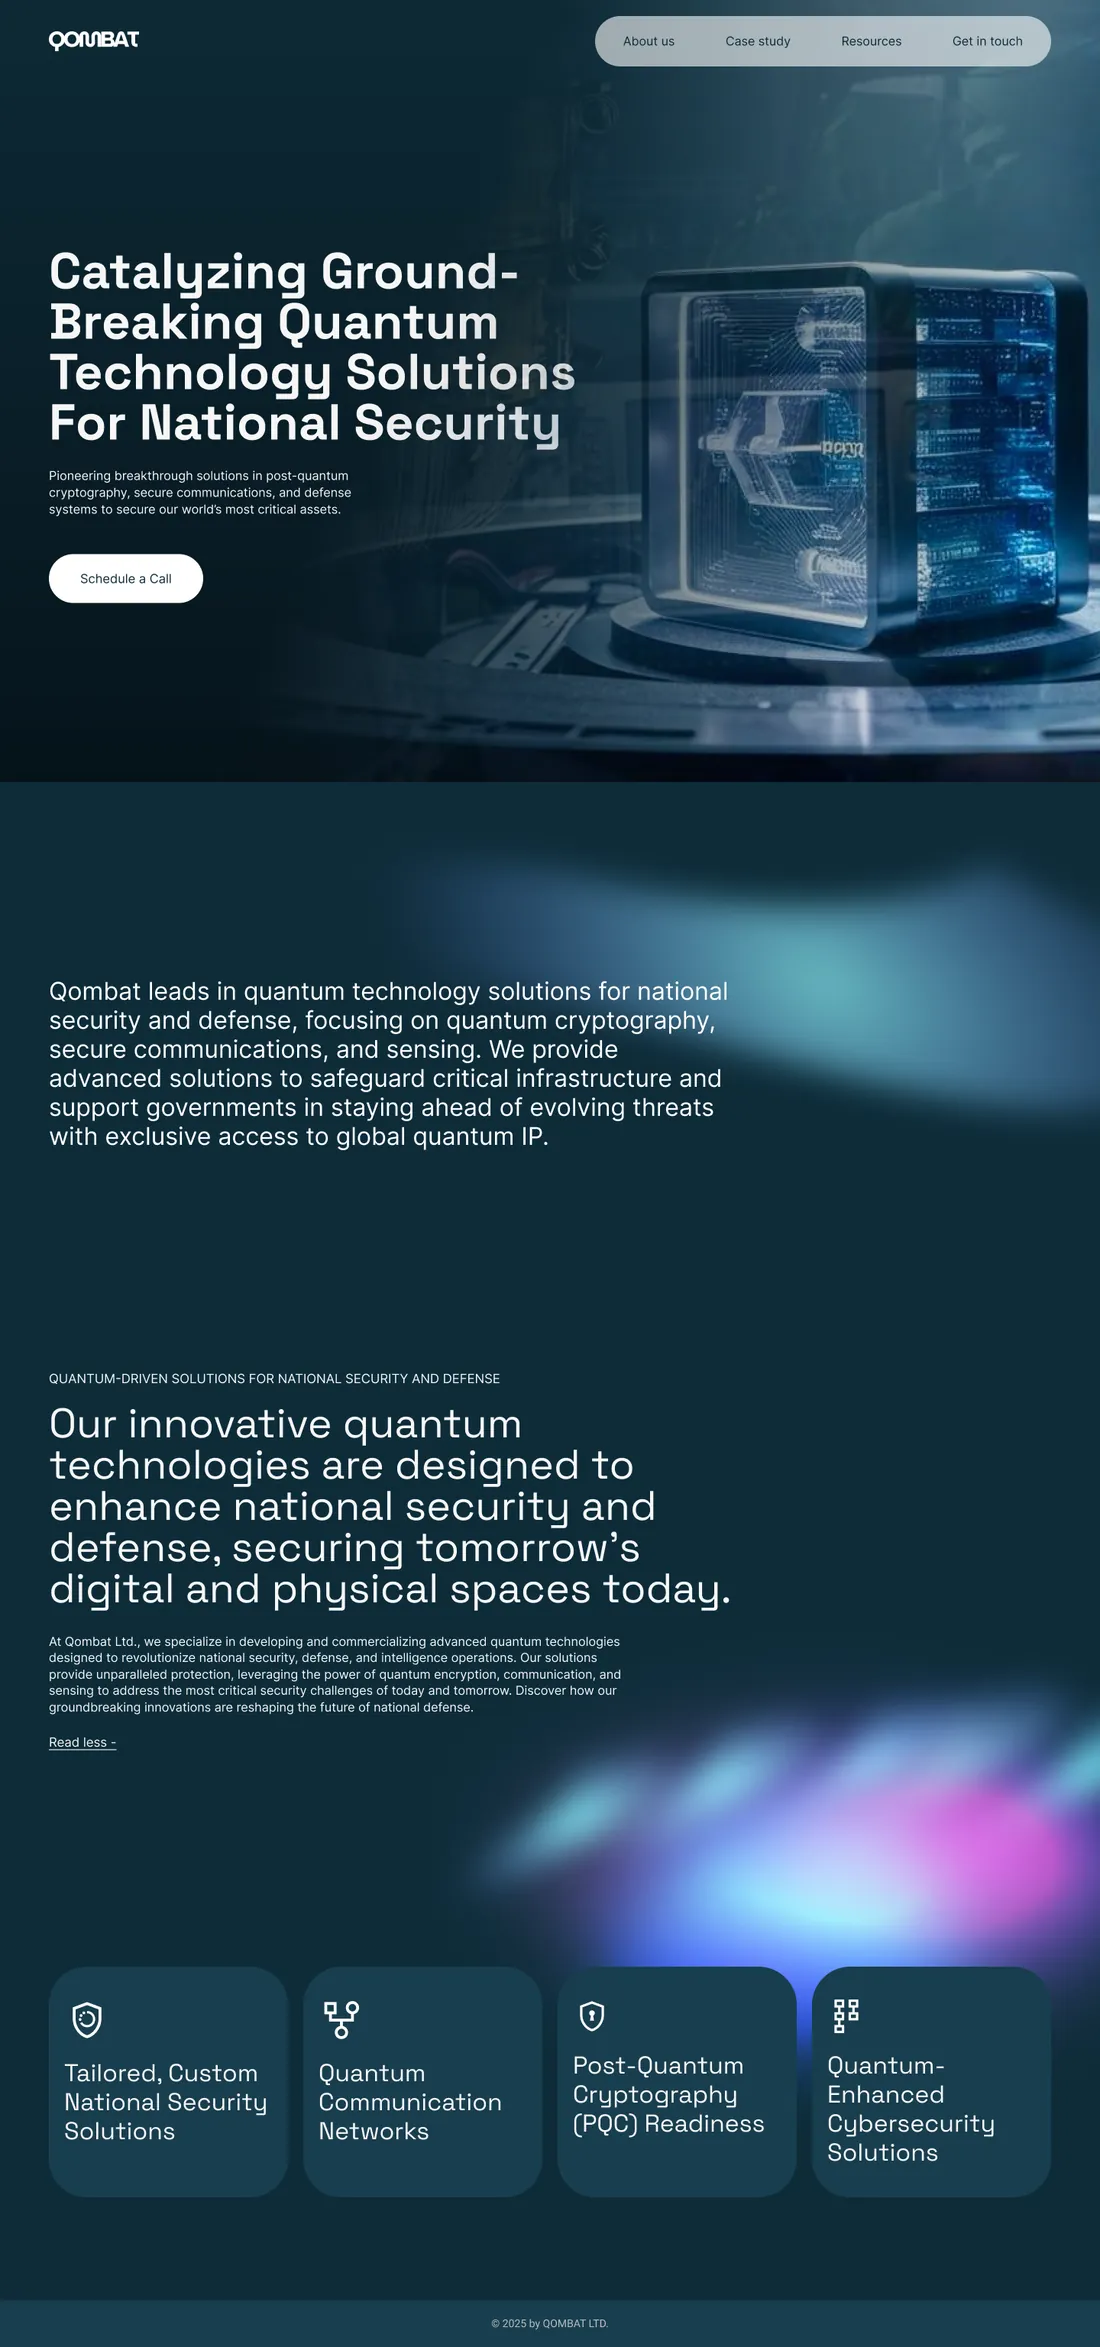 QOMBAT
About us
Case study
Resources
Get in touch
Catalyzing Ground-
Breaking Quantum
Technology Solutions
For National Security
Pioneering breakthrough solutions in post-quantum
cryptography, secure communications, and defense
systems to secure our world's most critical assets.
Schedule a Call
Qombat leads in quantum technology solutions for national
security and defense, focusing on quantum cryptography,
secure communications, and sensing. We provide
advanced solutions to safeguard critical infrastructure and
support governments in staying ahead of evolving threats
with exclusive access to global quantum IP.
QUANTUM-DRIVEN SOLUTIONS FOR NATIONAL SECURITY AND DEFENSE
Our innovative quantum
technologies are designed to
enhance national security and
defense, securing tomorrow's
digital and physical spaces today.
At Qombat Ltd., we specialize in developing and commercializing advanced quantum technologies
designed to revolutionize national security, defense, and intelligence operations. Our solutions
provide unparalleled protection, leveraging the power of quantum encryption, communication, and
sensing to address the most critical security challenges of today and tomorrow. Discover how our
groundbreaking innovations are reshaping the future of national defense.
Read less -
Tailored, Custom
National Security
Solutions
Quantum
Communication
Networks
Post-Quantum
Cryptography
(PQC) Readiness
Quantum-
Enhanced
Cybersecurity
Solutions
© 2025 by QOMBAT LTD.